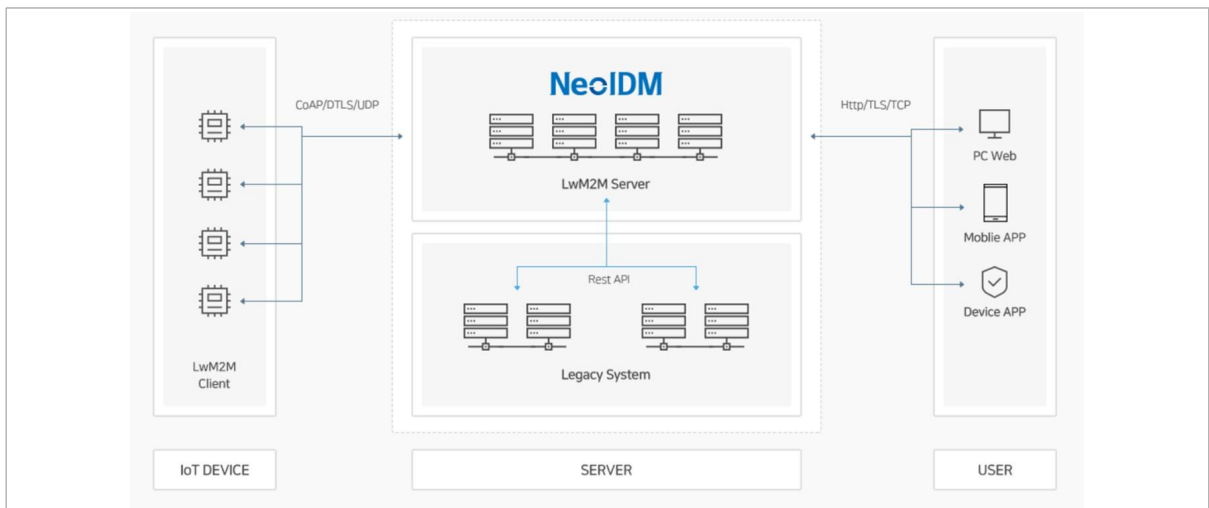 NeoIDM
CoAP/DTLS/UDP
Http/TLS/TCP
PC Web
LwM2M Server
Moblie APP
Rest API
Device APP
LwM2M
Client
Legacy System
IoT DEVICE
SERVER
USER